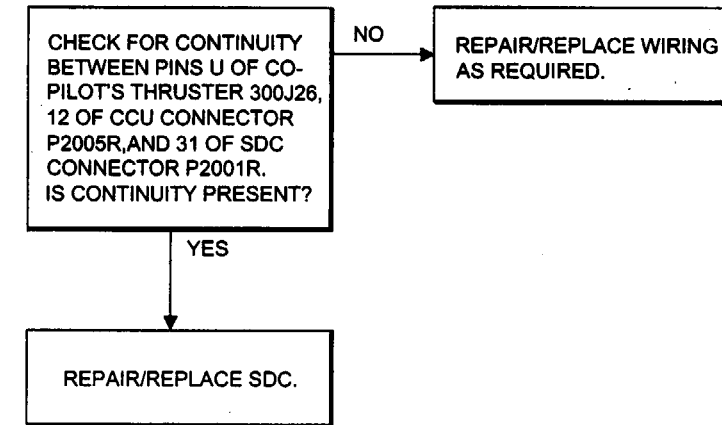 CHECK FOR CONTINUITY
BETWEEN PINS U OF CO-
PILOT'S THRUSTER 300J26,
12 OF CCU CONNECTOR
P2005R,AND 31 OF SDC
CONNECTOR P2001R.
IS CONTINUITY PRESENT?
NO
REPAIR/REPLACE WIRING
AS REQUIRED.
YES
REPAIR/REPLACE SDC.